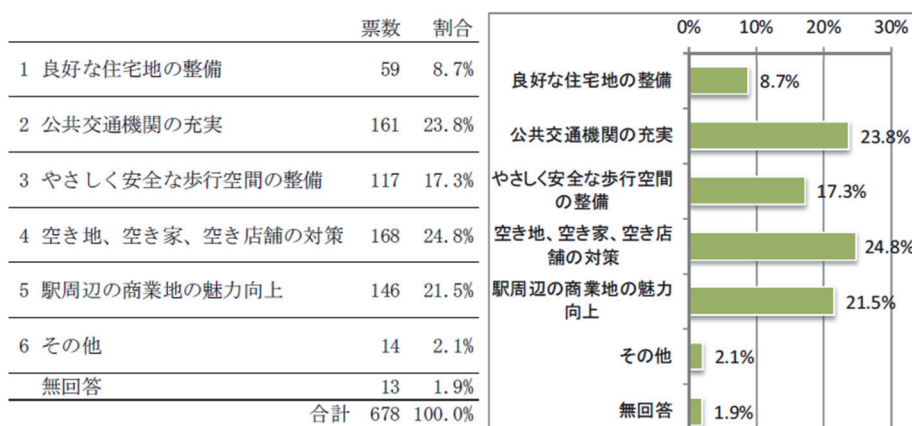 票数 割合
1 良好な住宅地の整備 59 8.7%
2 公共交通機関の充実 161 23.8%
3 やさしく安全な歩行空間の整備 117 17.3%
4 空き地、空き家、空き店舗の対策 168 24.8%
5 駅周辺の商業地の魅力向上 146 21.5%
6 その他 14 2.1%
無回答 13 1.9%
合計 678 100.0%
0% 10% 20% 30%
良好な住宅地の整備 8.7%
公共交通機関の充実 23.8%
やさしく安全な歩行空間
の整備 17.3%
空き地、空き家、空き店
舗の対策 24.8%
駅周辺の商業地の魅力
向上 21.5%
その他 2.1%
無回答 1.9%